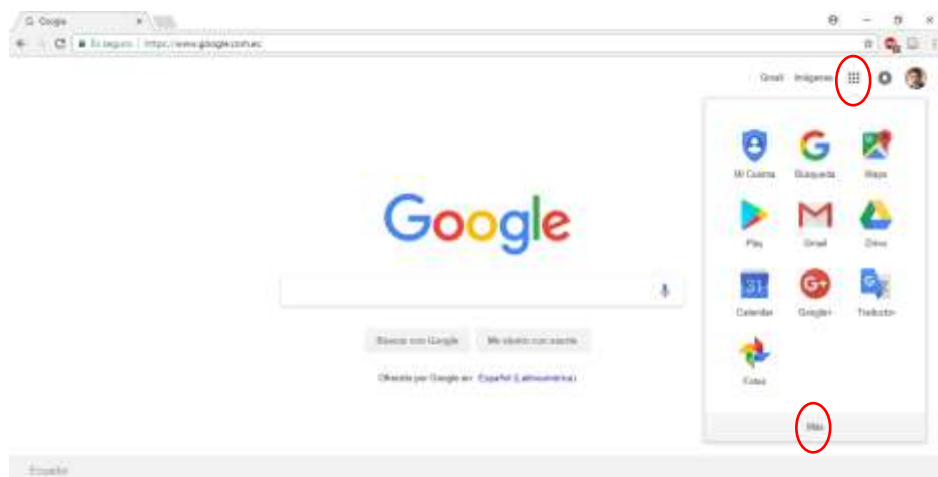 Google
Es seguro https://www.google.com.ec
Gmail Imágenes
Mi Cuenta Búsqueda Maps
Play Gmail Drive
31
Calendar Google+ Traductor
G+
Fotos
Más
Google
Buscar con Google Me siento con suerte
Ofrecido por Google en: Español (Latinoamérica)